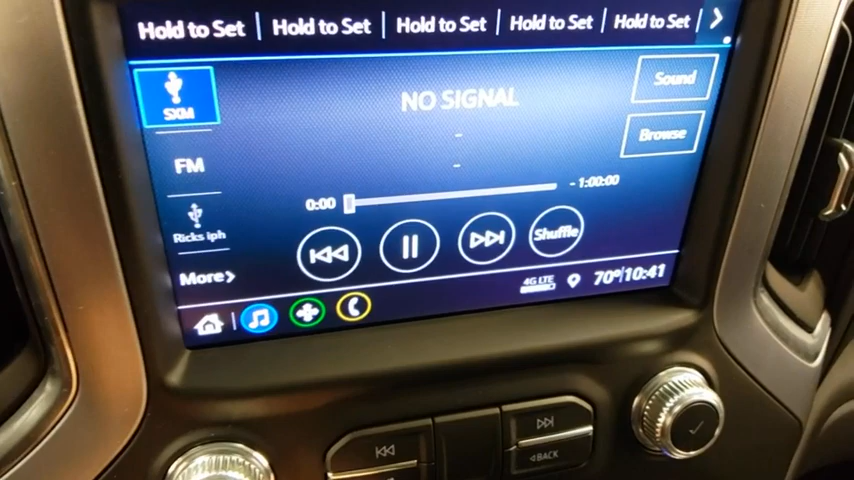 Hold to Set Hold to Set Hold to Set Hold to Set Hold to Set
SXM
NO SIGNAL
Sound
-
Browse
FM
-
0:00 - 1:00:00
Ricks iph
Shuffle
More
4G LTE 70° 10:41
BACK